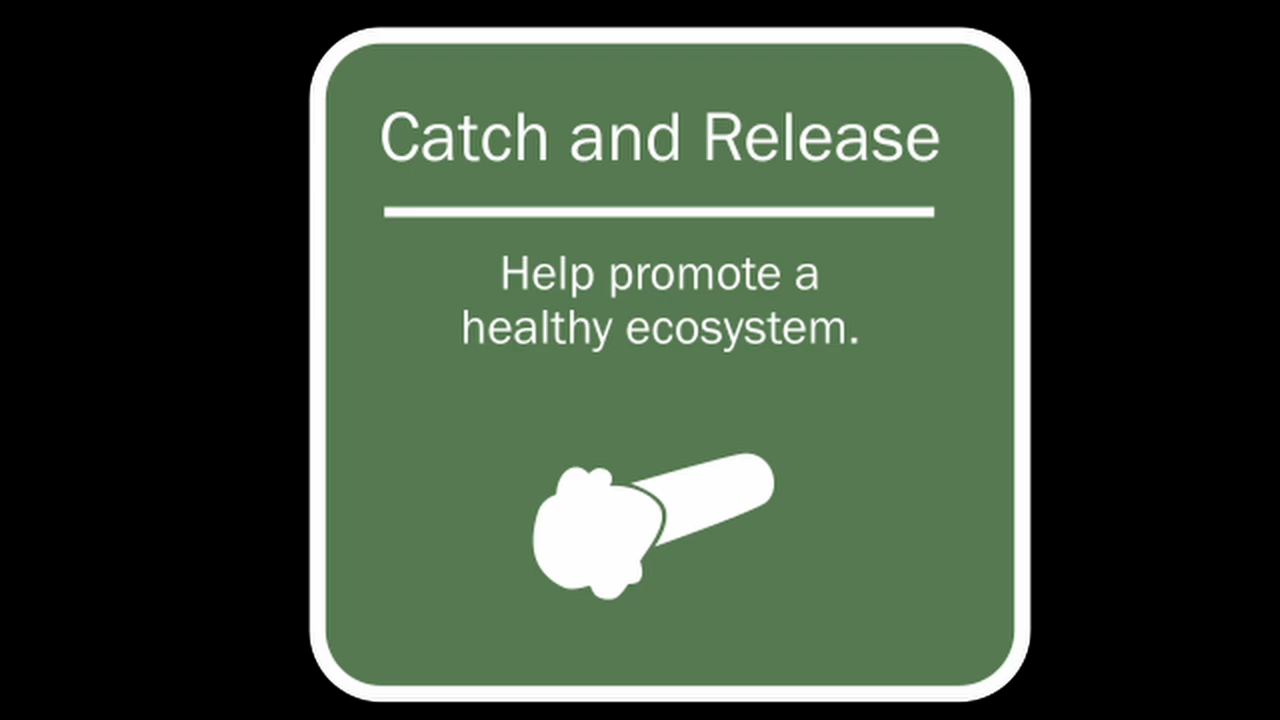 Catch and Release
Help promote a
healthy ecosystem.